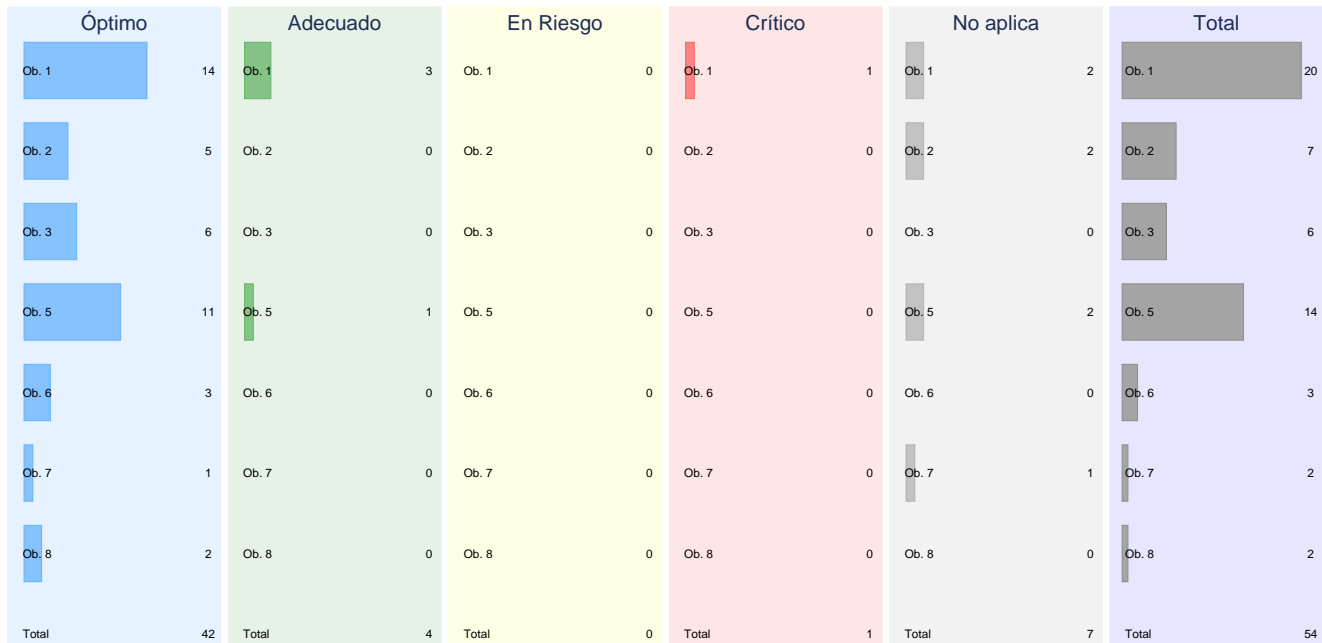 Óptimo Adecuado En Riesgo Crítico No aplica Total
Ob. 1 14 Ob. 1 3 Ob. 1 0 Ob. 1 1 Ob. 1 2 Ob. 1 20
Ob. 2 5 Ob. 2 0 Ob. 2 0 Ob. 2 0 Ob. 2 2 Ob. 2 7
Ob. 3 6 Ob. 3 0 Ob. 3 0 Ob. 3 0 Ob. 3 0 Ob. 3 6
Ob. 5 11 Ob. 5 1 Ob. 5 0 Ob. 5 0 Ob. 5 2 Ob. 5 14
Ob. 6 3 Ob. 6 0 Ob. 6 0 Ob. 6 0 Ob. 6 0 Ob. 6 3
Ob. 7 1 Ob. 7 0 Ob. 7 0 Ob. 7 0 Ob. 7 1 Ob. 7 2
Ob. 8 2 Ob. 8 0 Ob. 8 0 Ob. 8 0 Ob. 8 0 Ob. 8 2
Total 42 Total 4 Total 0 Total 1 Total 7 Total 54